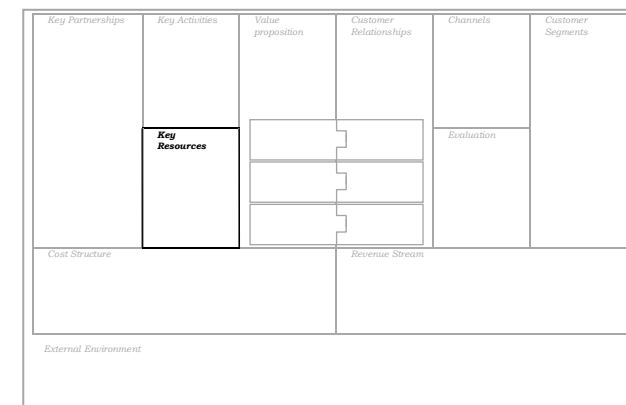 Key Partnerships
Key Activities
Value
proposition
Customer
Relationships
Channels
Customer
Segments
Key
Resources
Evaluation
Cost Structure
Revenue Stream
External Environment